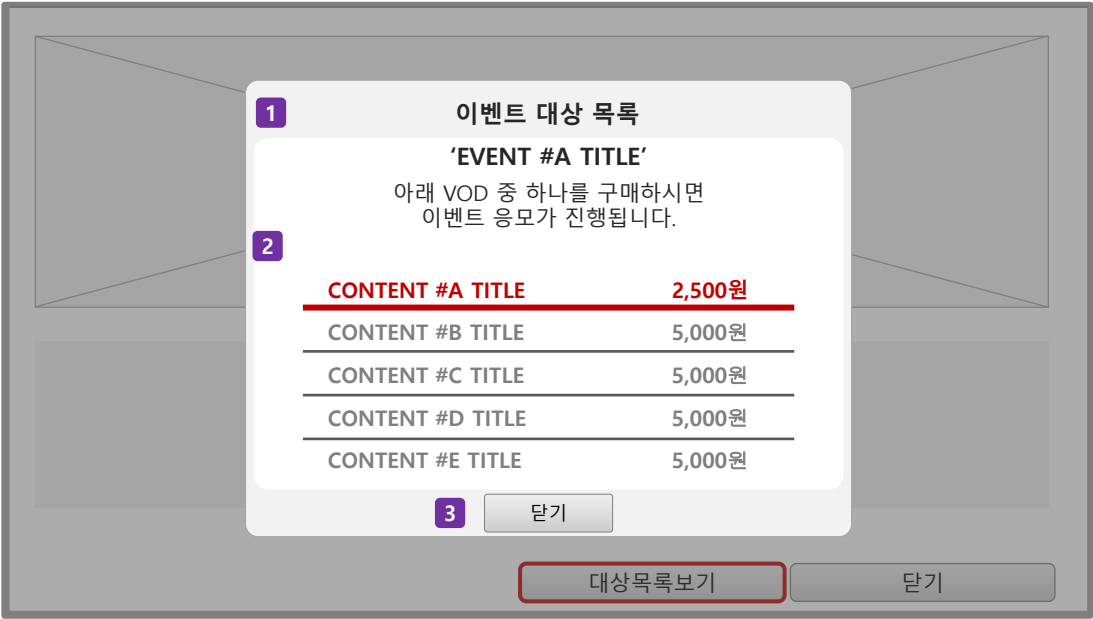 1 이벤트 대상 목록
‘EVENT #A TITLE’
아래 VOD 중 하나를 구매하시면
이벤트 응모가 진행됩니다.
2
CONTENT #A TITLE 2,500원
CONTENT #B TITLE 5,000원
CONTENT #C TITLE 5,000원
CONTENT #D TITLE 5,000원
CONTENT #E TITLE 5,000원
3 닫기
대상목록보기 닫기